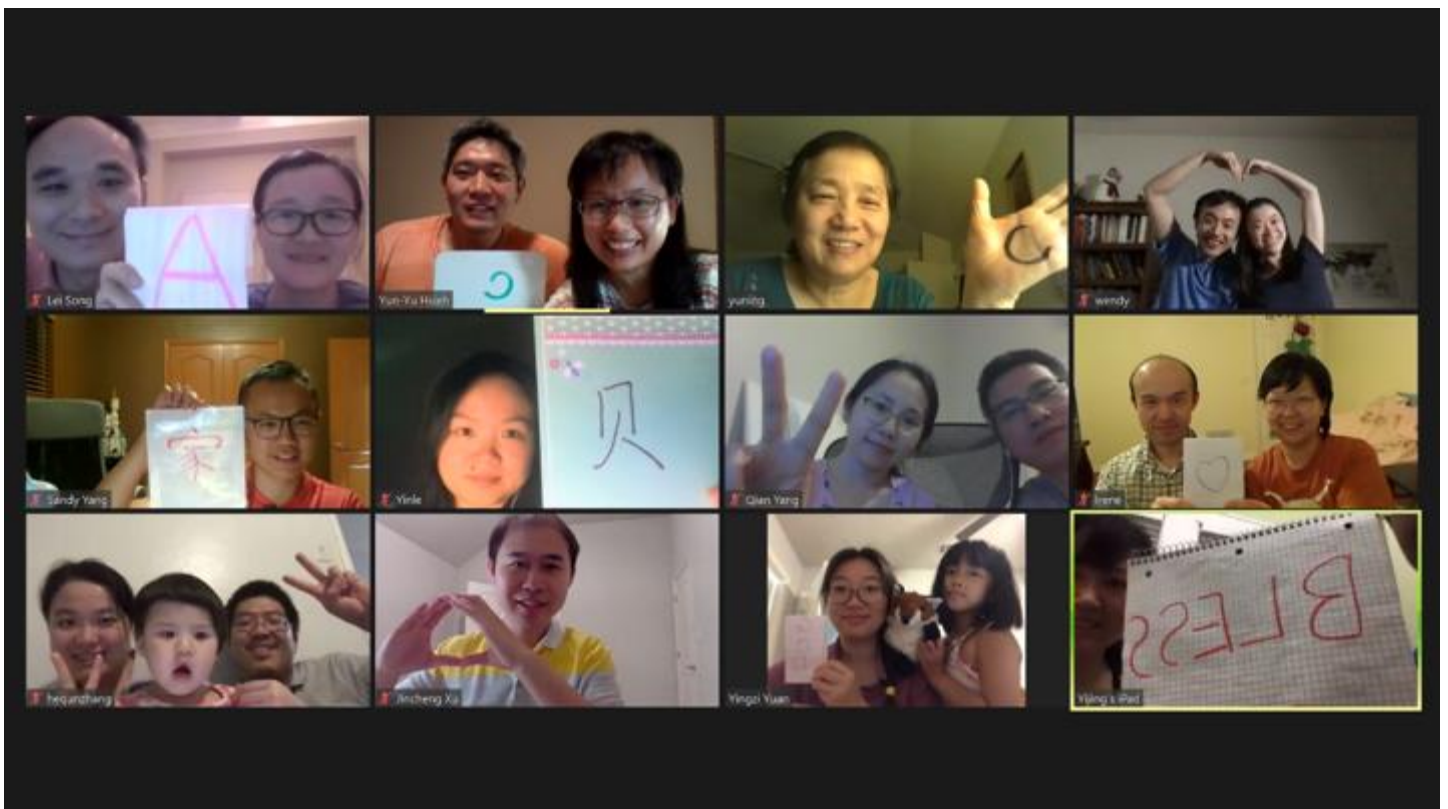 A
Lei Song
C
Yun-Yu Hsieh
C
yuning
wendy
家
Sandy Yang
贝
Yinle
Qian Yang
Irene
hequnzhang
Jincheng Xu
Yingzi Yuan
BLESS
Yijing's iPad